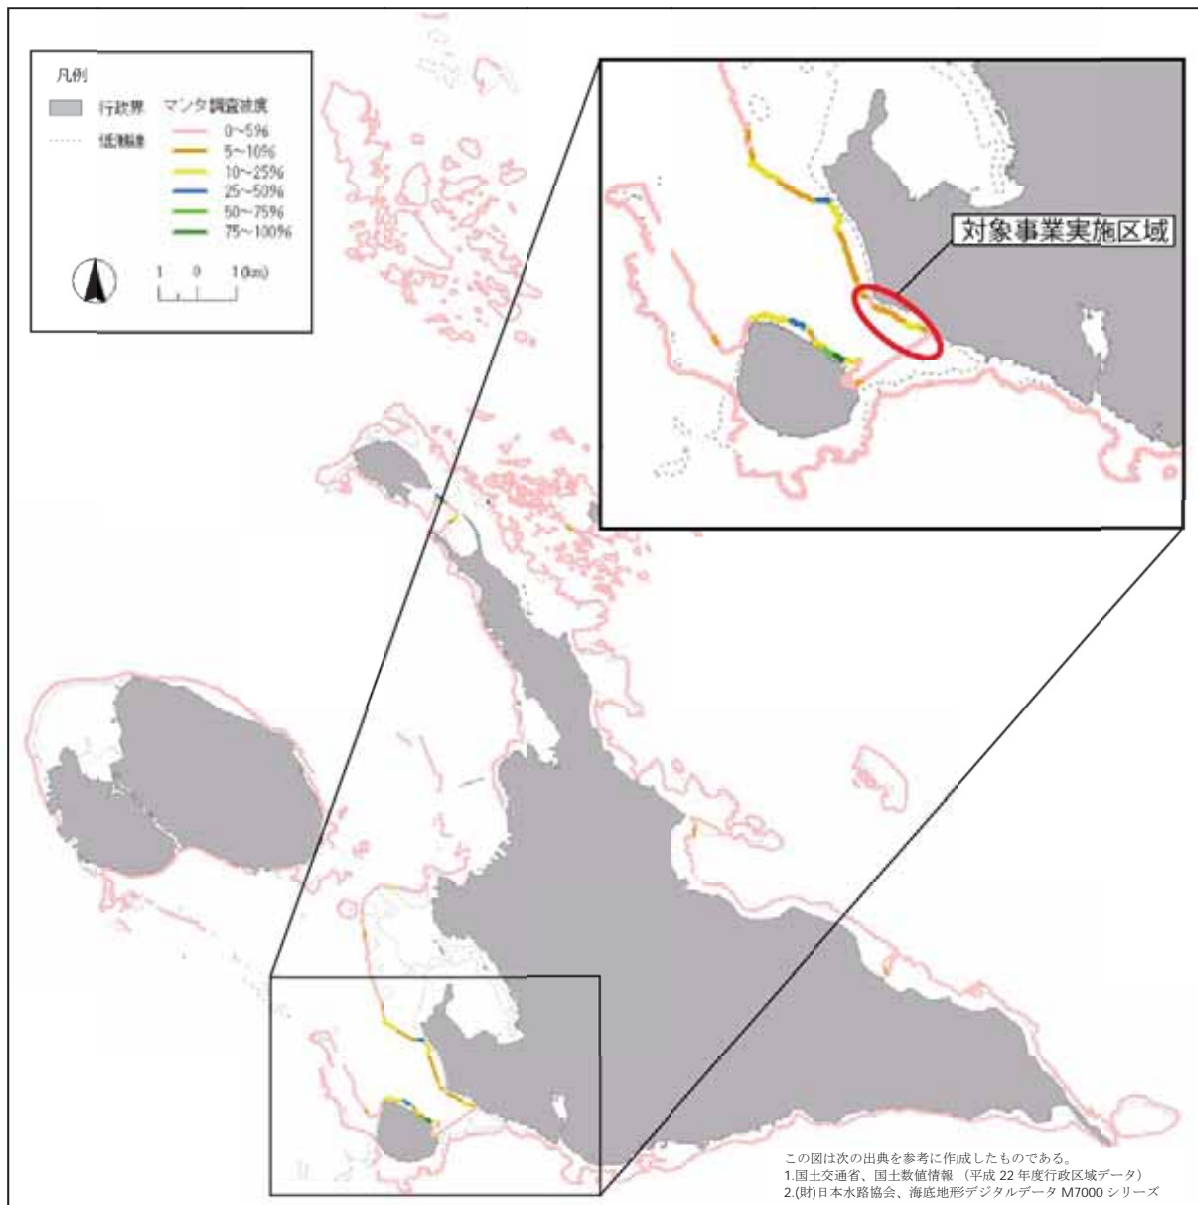 凡例
行政界
低潮線
マンタ調査被度
0～5%
5～10%
10～25%
25～50%
50～75%
75～100%
1 0 1(km)
対象事業実施区域
この図は次の出典を参考に作成したものである。
1.国土交通省、国土数値情報 （平成 22 年度行政区域データ）
2.(財)日本水路協会、海底地形デジタルデータ M7000 シリーズ